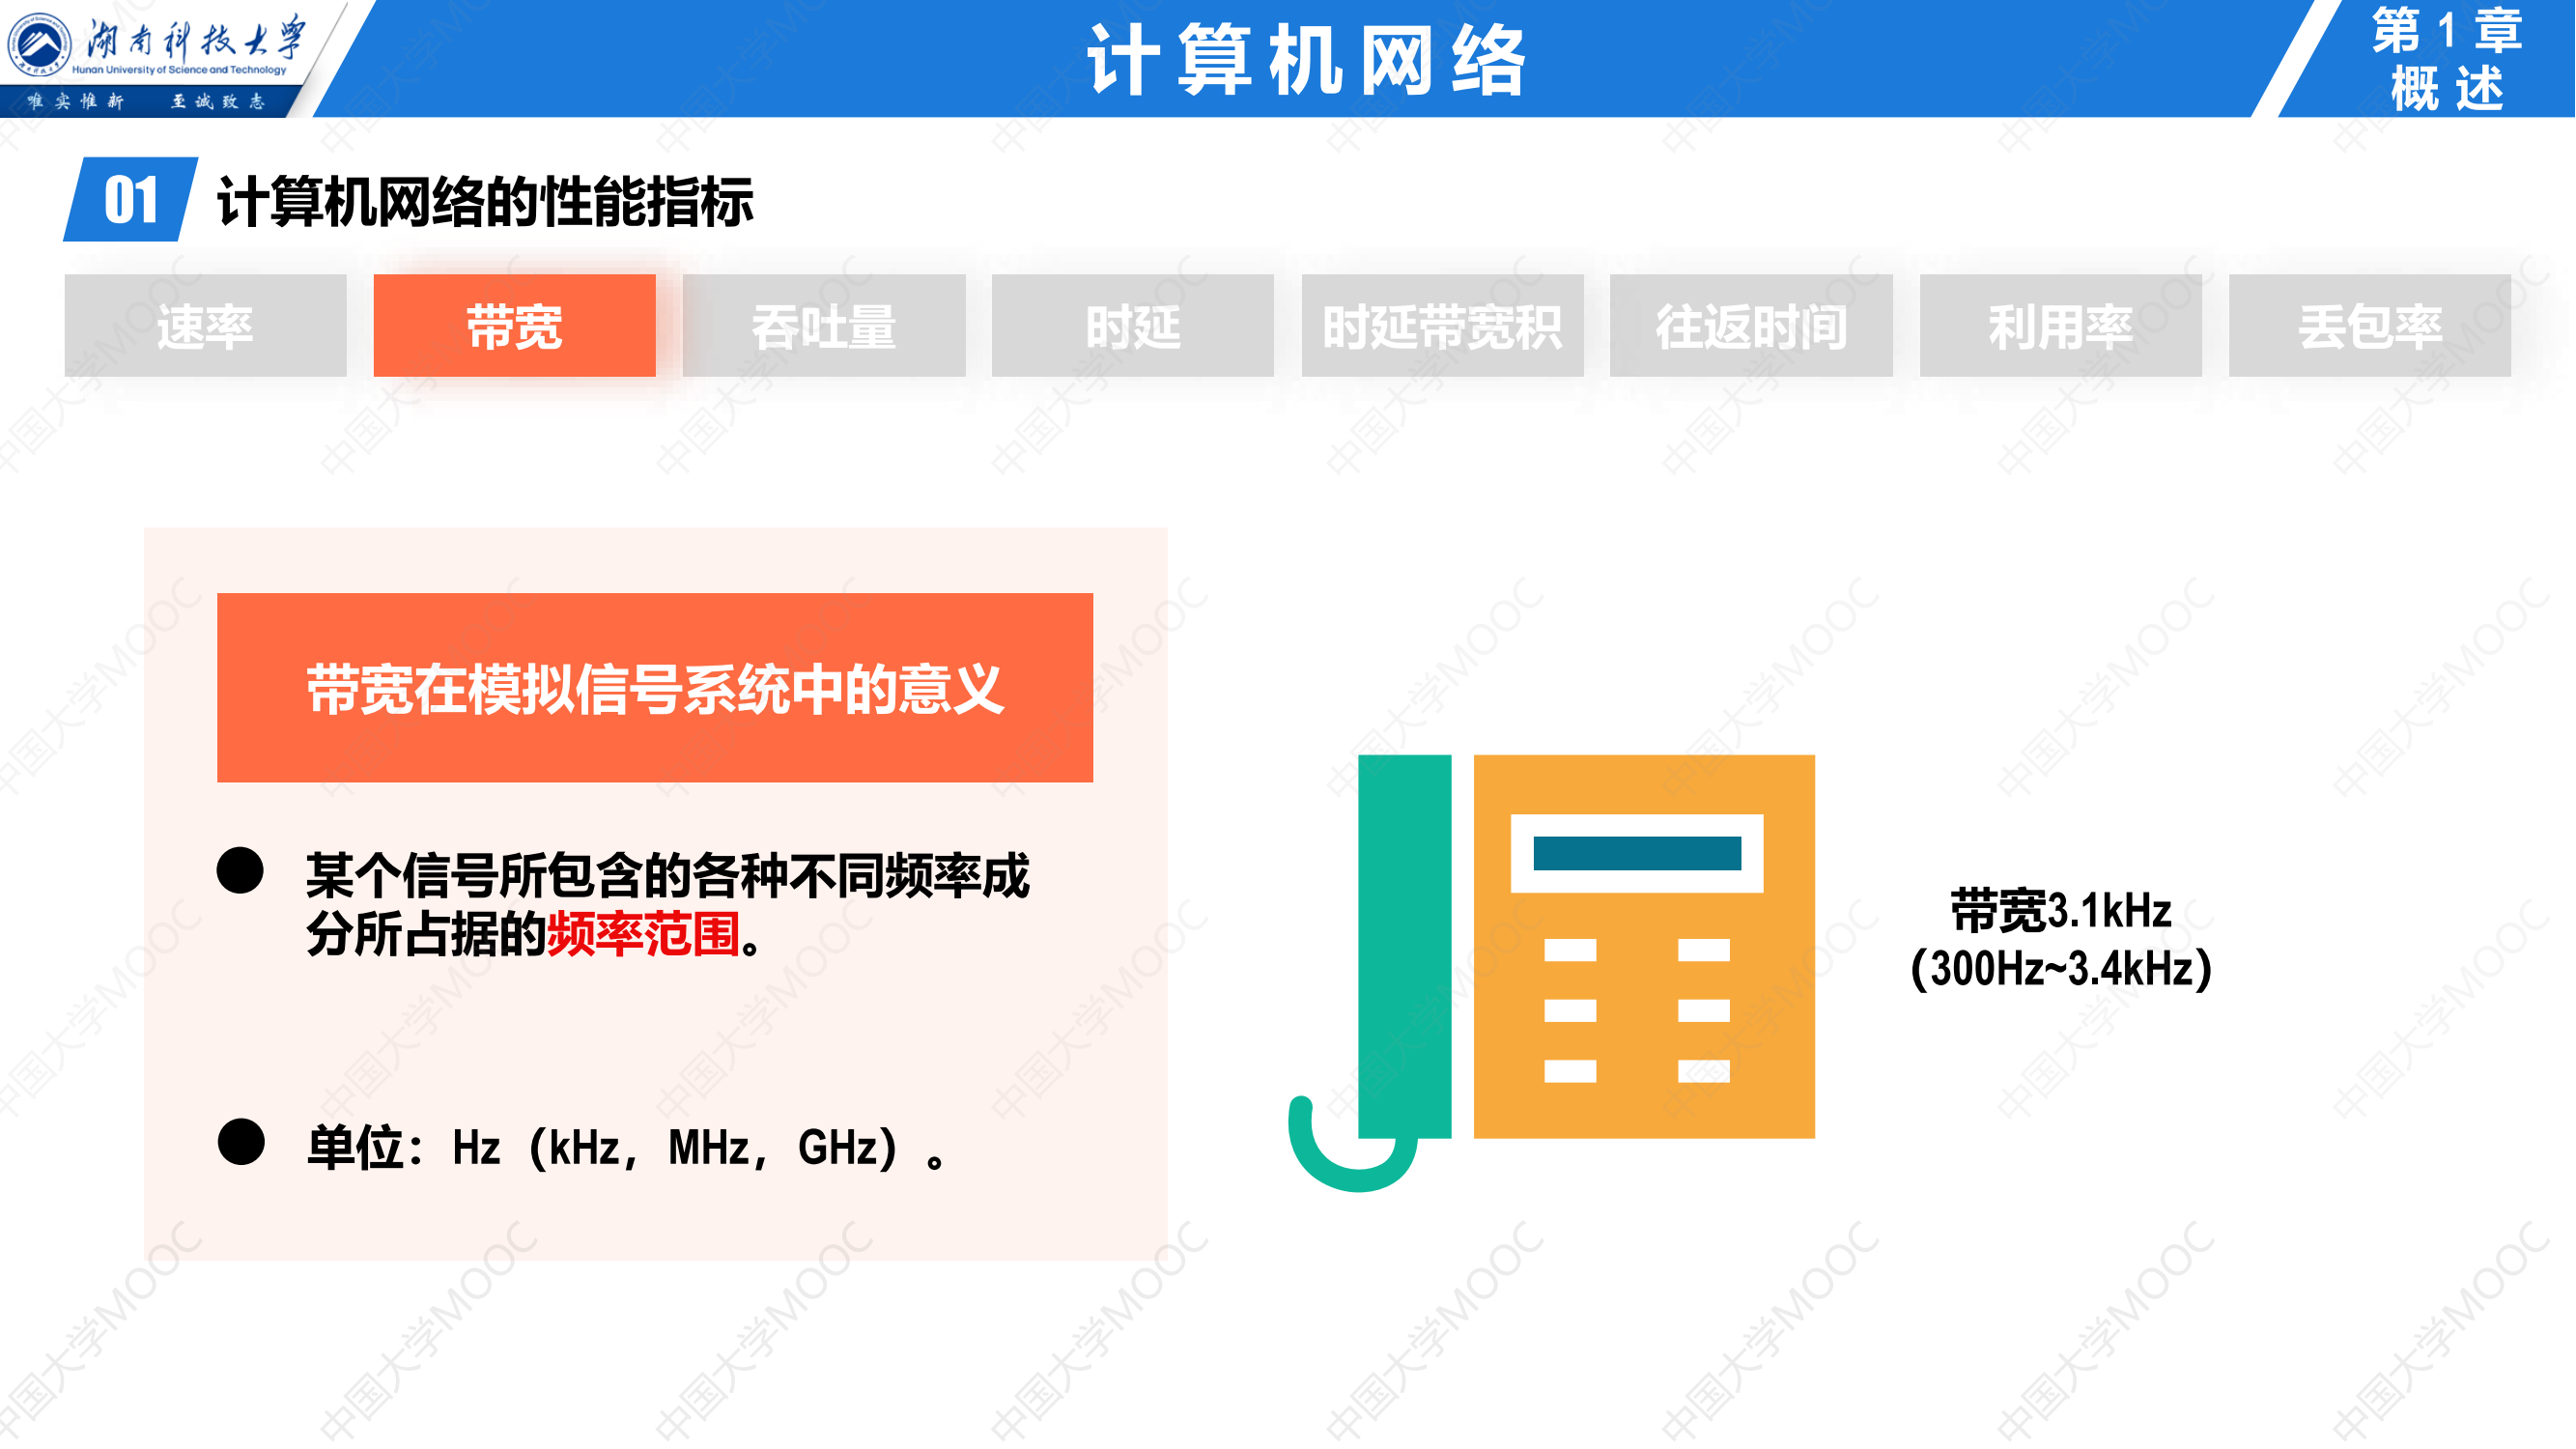 湖南科技大学
Hunan University of Science and Technology
唯实惟新 至诚致志
计算机网络
第1章
概述
01 计算机网络的性能指标
速率 带宽 吞吐量 时延 时延带宽积 往返时间 利用率 丢包率
带宽在模拟信号系统中的意义
某个信号所包含的各种不同频率成
分所占据的频率范围。
单位：Hz（kHz，MHz，GHz）。
带宽3.1kHz
（300Hz~3.4kHz）
中国大学MOOC